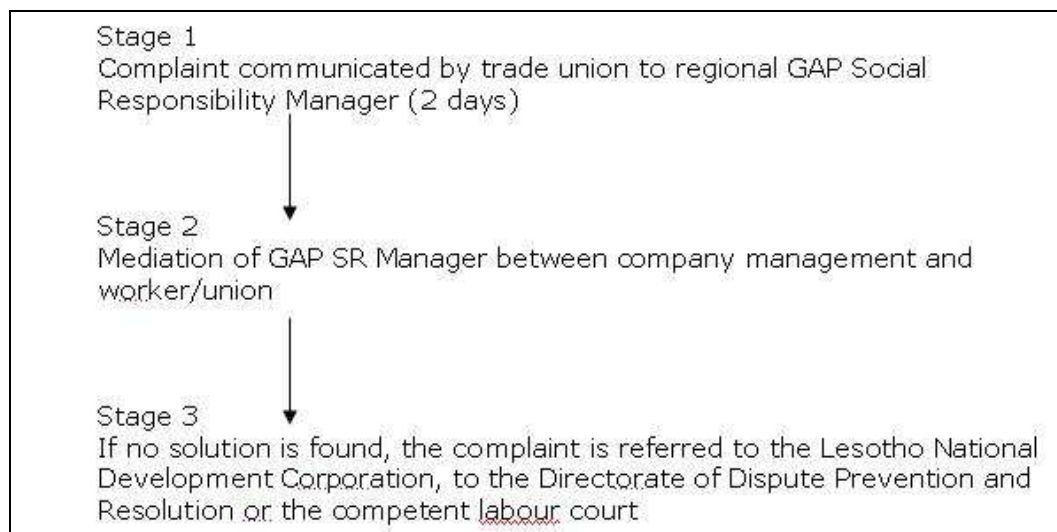 Stage 1
Complaint communicated by trade union to regional GAP Social
Responsibility Manager (2 days)
Stage 2
Mediation of GAP SR Manager between company management and
worker/union
Stage 3
If no solution is found, the complaint is referred to the Lesotho National
Development Corporation, to the Directorate of Dispute Prevention and
Resolution or the competent labour court